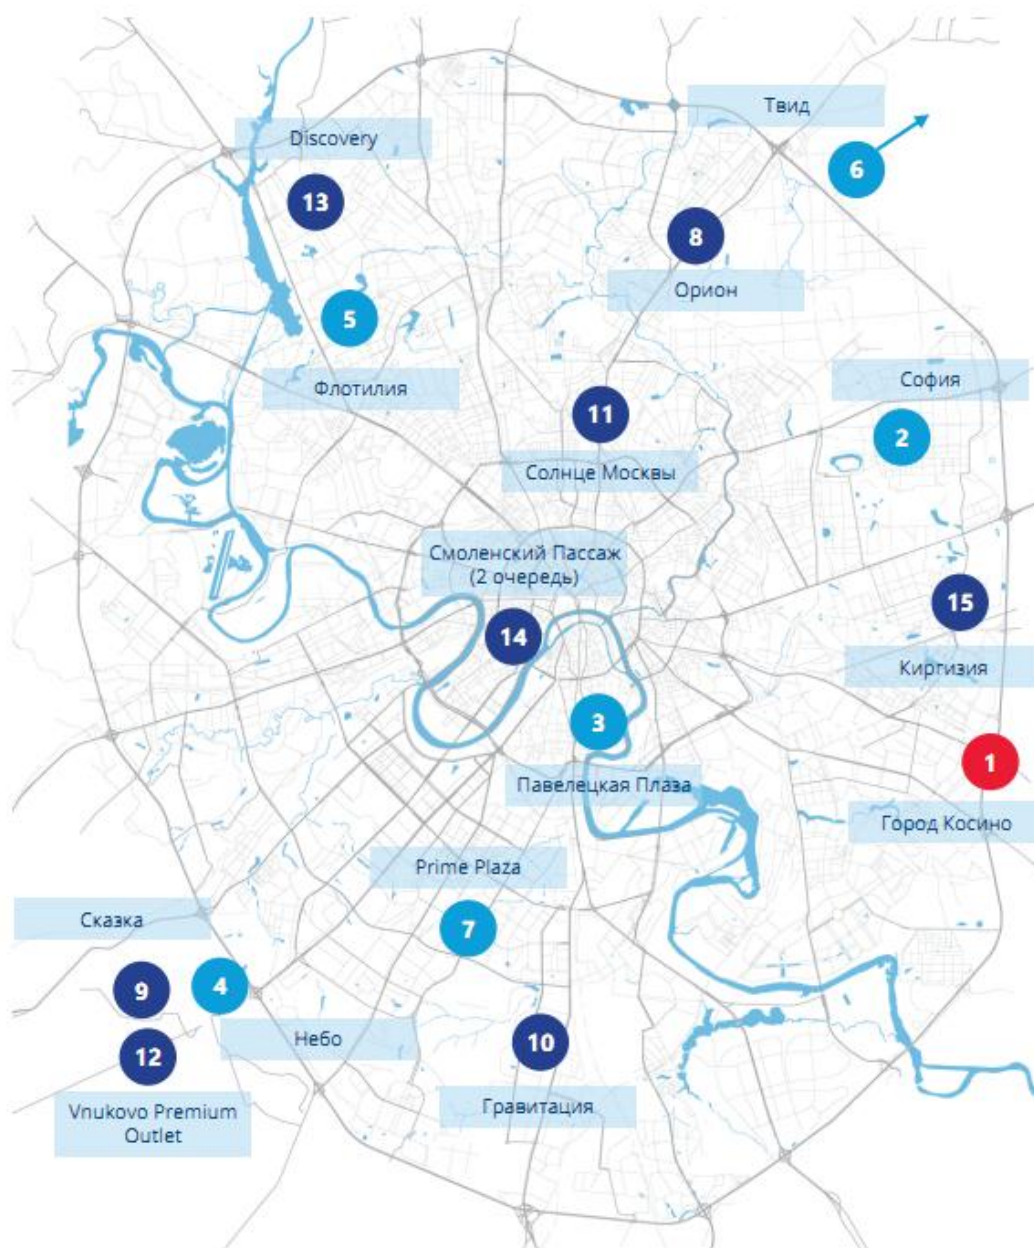 Твид
Discovery
6
13
8
Орион
5
София
Флотилия
11
2
Солнце Москвы
Смоленский Пассаж
(2 очередь)
15
14
Киргизия
3
1
Павелецкая Плаза
Город Косино
Prime Plaza
Сказка
7
9
4
Небо
10
12
Гравитация
Vnukovo Premium
Outlet